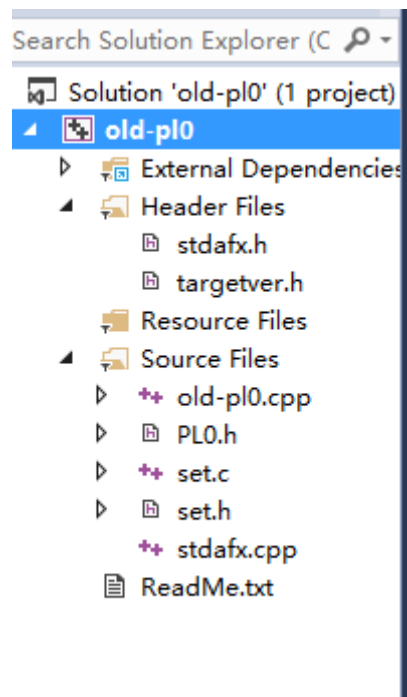 Search Solution Explorer (C
Solution 'old-pl0' (1 project)
old-pl0
External Dependencies
Header Files
stdafx.h
targetver.h
Resource Files
Source Files
old-pl0.cpp
PL0.h
set.c
set.h
stdafx.cpp
ReadMe.txt